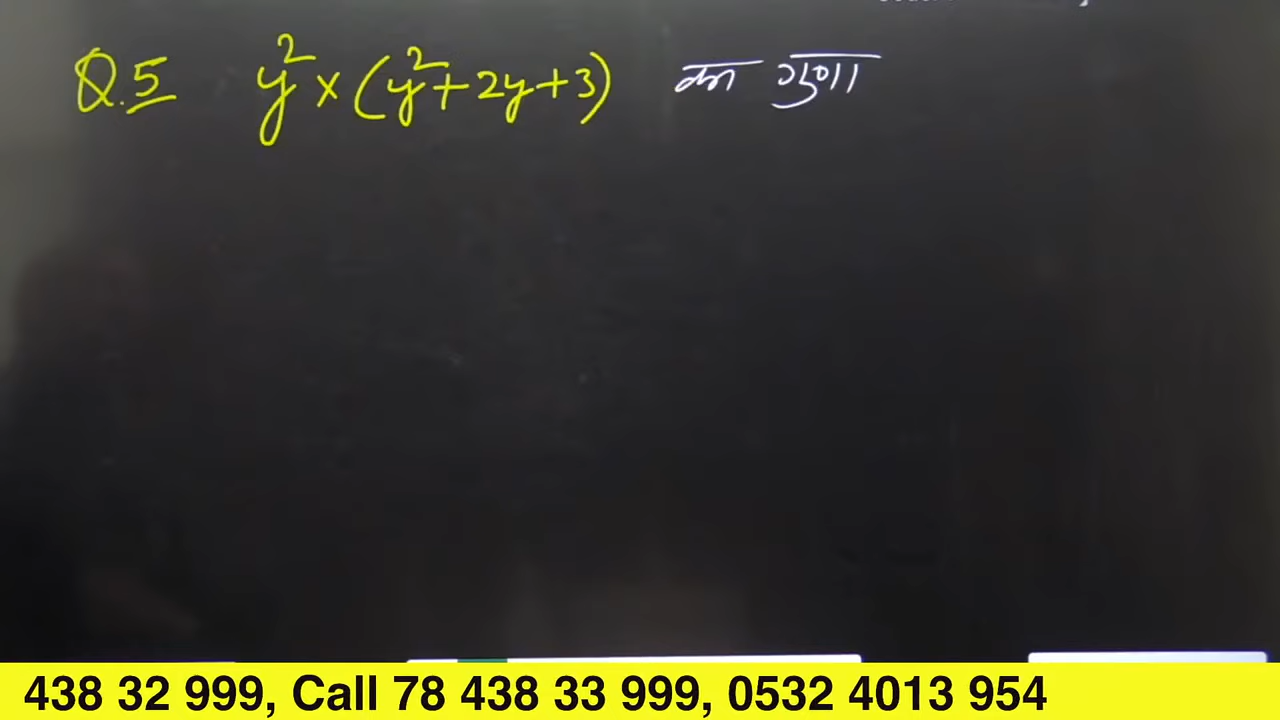 Q.5 y² × (y² + 2y + 3) का गुणा
438 32 999, Call 78 438 33 999, 0532 4013 954